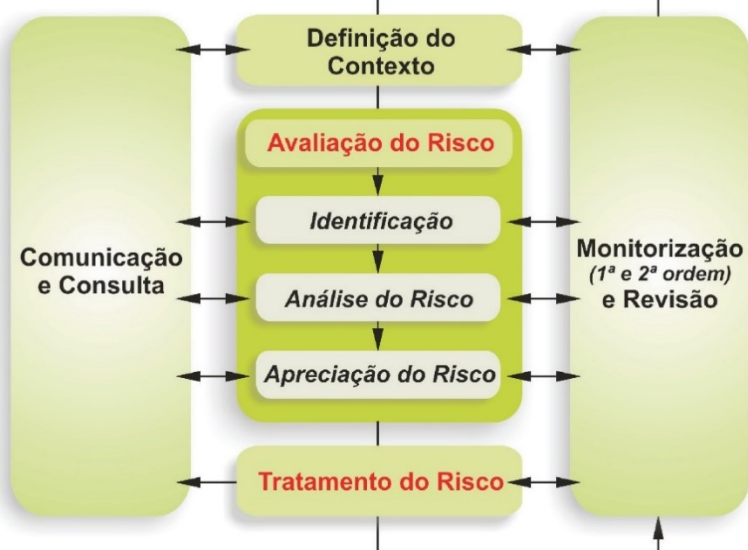 Definição do
Contexto
Avaliação do Risco
Identificação
Comunicação
e Consulta
Análise do Risco
Monitorização
(1ª e 2ª ordem)
e Revisão
Apreciação do Risco
Tratamento do Risco